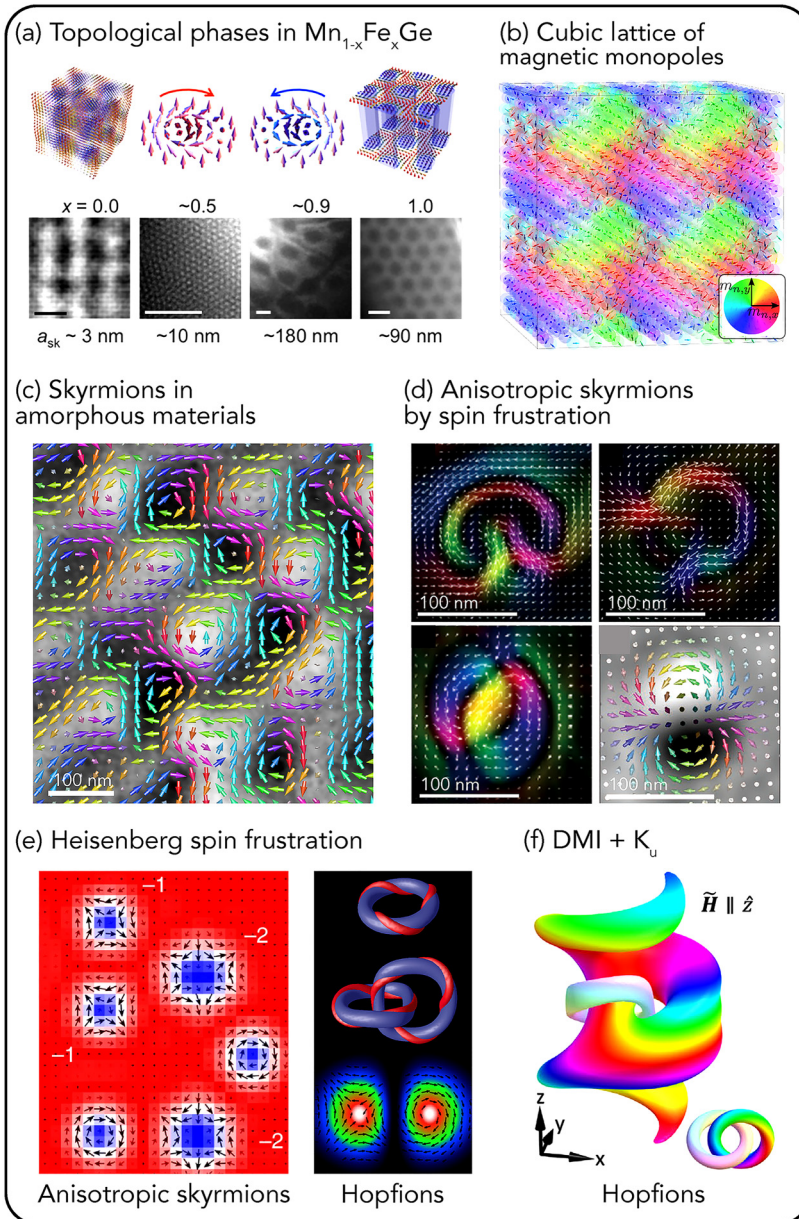 (a) Topological phases in Mn1-xFexGe
x = 0.0 ~0.5 ~0.9 1.0
ask ~ 3 nm ~10 nm ~180 nm ~90 nm
(b) Cubic lattice of
magnetic monopoles
mn,y
mn,x
(c) Skyrmions in
amorphous materials
100 nm
(d) Anisotropic skyrmions
by spin frustration
100 nm
100 nm
100 nm
100 nm
(e) Heisenberg spin frustration
−1
−2
−1
−2
Anisotropic skyrmions
Hopfions
(f) DMI + Ku
H̃ ∥ ẑ
z
y
x
Hopfions